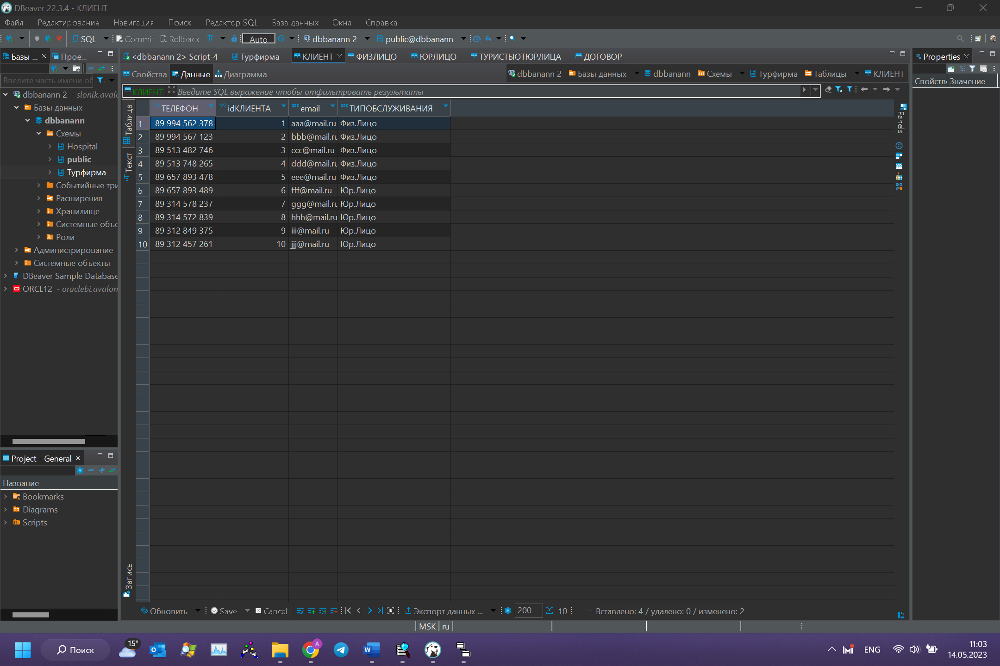 DBeaver 22.3.4 - КЛИЕНТ
Файл Редактирование Навигация Поиск Редактор SQL База данных Окна Справка
SQL Commit Rollback Auto dbbanann 2 public@dbbanann
Базы ... Прое...
Введите часть имени об
dbbanann 2 - slonik.aval
Базы данных
dbbanann
Схемы
Hospital
public
Турфирма
Событийные три
Расширения
Хранилище
Системные объе
Роли
Администрирование
Системные объекты
DBeaver Sample Database
ORCL12 - oraclebi.avalon
Project - General
Название
Bookmarks
Diagrams
Scripts
<dbbanann 2> Script-4 Турфирма КЛИЕНТ ФИЗЛИЦО ЮРЛИЦО ТУРИСТЫОТЮРЛИЦА ДОГОВОР
Свойства Данные Диаграмма dbbanann 2 Базы данных dbbanann Схемы Турфирма Таблицы КЛИЕНТ
КЛИЕНТ Введите SQL выражение чтобы отфильтровать результаты
Таблица
Текст
Запись
123 ТЕЛЕФОН 123 idКЛИЕНТА ABC email ABC ТИПОБСЛУЖИВАНИЯ
1 89 994 562 378 1 aaa@mail.ru Физ.Лицо
2 89 994 567 123 2 bbb@mail.ru Физ.Лицо
3 89 513 482 746 3 ccc@mail.ru Физ.Лицо
4 89 513 748 265 4 ddd@mail.ru Физ.Лицо
5 89 657 893 478 5 eee@mail.ru Физ.Лицо
6 89 657 893 489 6 fff@mail.ru Юр.Лицо
7 89 314 578 237 7 ggg@mail.ru Юр.Лицо
8 89 314 572 839 8 hhh@mail.ru Юр.Лицо
9 89 312 849 375 9 iii@mail.ru Юр.Лицо
10 89 312 457 261 10 jjj@mail.ru Юр.Лицо
Panels
Properties
Свойств Значение
Обновить Save Cancel Экспорт данных ... 200 10 Вставлено: 4 / удалено: 0 / изменено: 2
MSK ru
15° Поиск A ENG 11:03
14.05.2023